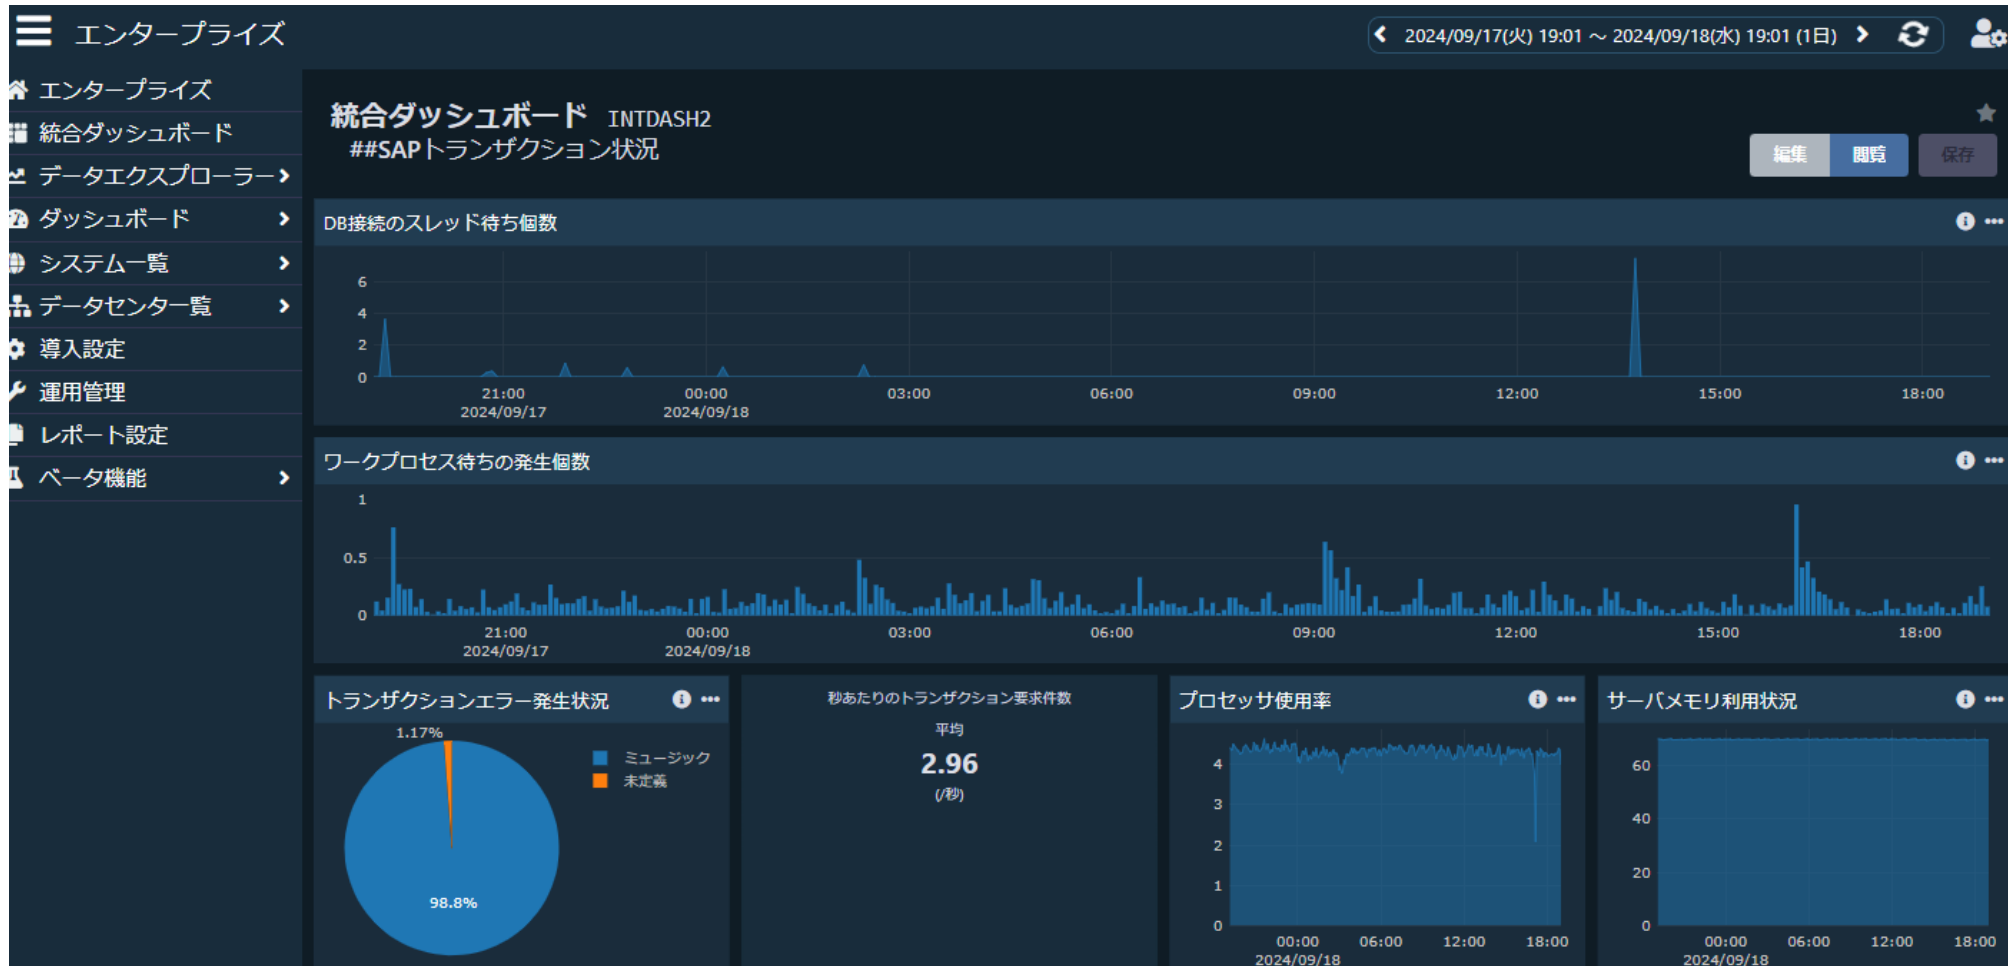 エンタープライズ
2024/09/17(火) 19:01 ～ 2024/09/18(水) 19:01 (1日)
エンタープライズ
統合ダッシュボード
データエクスプローラー
ダッシュボード
システム一覧
データセンタ一覧
導入設定
運用管理
レポート設定
ベータ機能
統合ダッシュボード INTDASH2
##SAPトランザクション状況
編集 閲覧 保存
DB接続のスレッド待ち個数
6
4
2
0
21:00 00:00 03:00 06:00 09:00 12:00 15:00 18:00
2024/09/17 2024/09/18
ワークプロセス待ちの発生個数
1
0.5
0
21:00 00:00 03:00 06:00 09:00 12:00 15:00 18:00
2024/09/17 2024/09/18
トランザクションエラー発生状況
1.17%
ミュージック
未定義
98.8%
秒あたりのトランザクション要求件数
平均
2.96
(/秒)
プロセッサ使用率
4
3
2
1
0
00:00 06:00 12:00 18:00
2024/09/18
サーバメモリ利用状況
60
40
20
0
00:00 06:00 12:00 18:00
2024/09/18